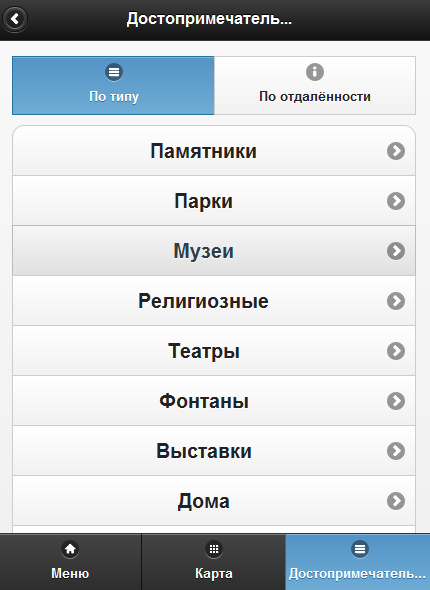 Достопримечатель...
По типу
По отдалённости
Памятники
Парки
Музеи
Религиозные
Театры
Фонтаны
Выставки
Дома
Меню
Карта
Достопримечатель...